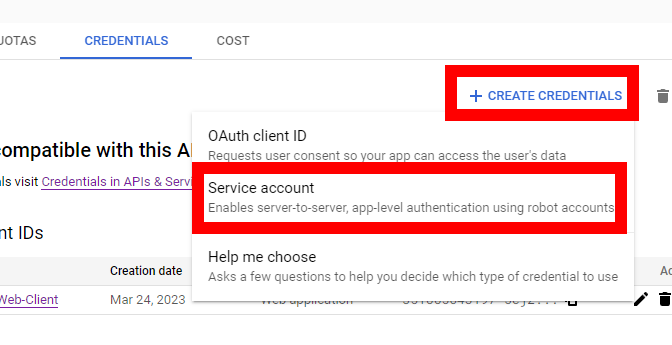 UOTAS CREDENTIALS COST
+ CREATE CREDENTIALS
OAuth client ID
Requests user consent so your app can access the user's data
compatible with this A
Service account
als visit Credentials in APIs & Servi
Enables server-to-server, app-level authentication using robot accounts
nt IDs
Help me choose
Asks a few questions to help you decide which type of credential to use
Creation date
Web-Client Mar 24, 2023 Web application